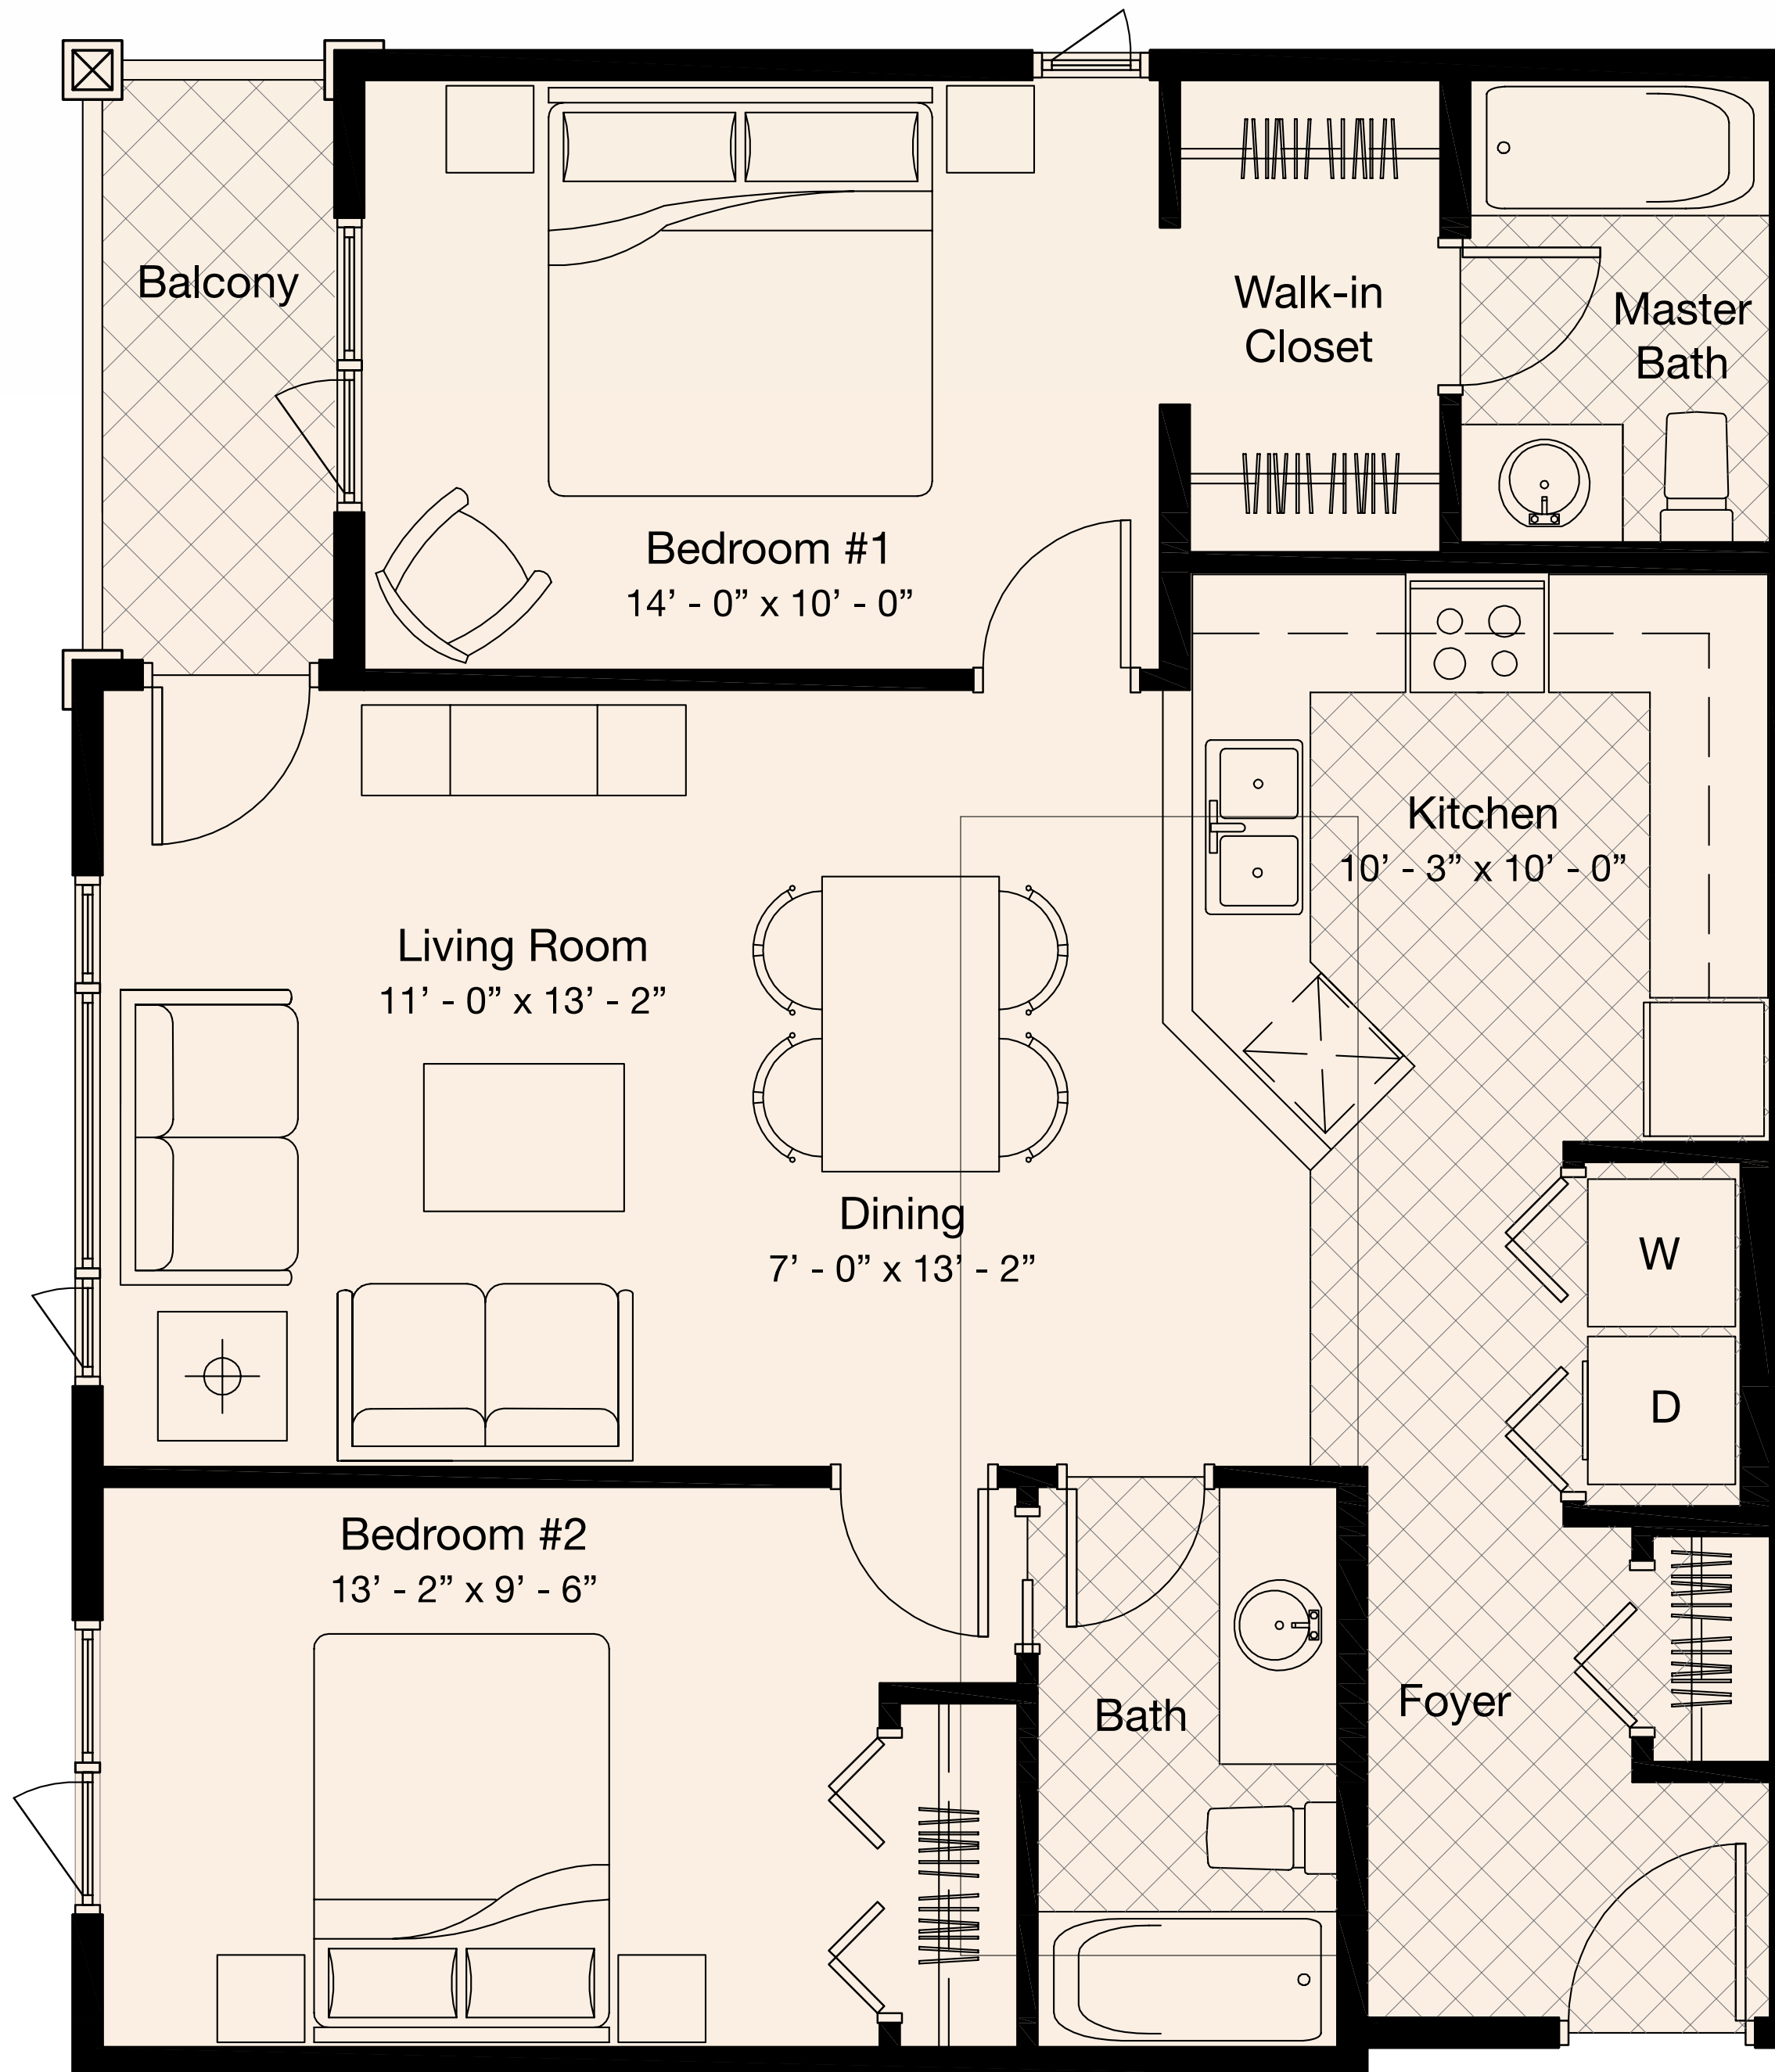 Balcony
Walk-in
Closet
Master
Bath
Bedroom #1
14’ - 0” x 10’ - 0”
Kitchen
10’ - 3” x 10’ - 0”
Living Room
11’ - 0” x 13’ - 2”
Dining
7’ - 0” x 13’ - 2”
W
D
Bedroom #2
13’ - 2” x 9’ - 6”
Bath
Foyer